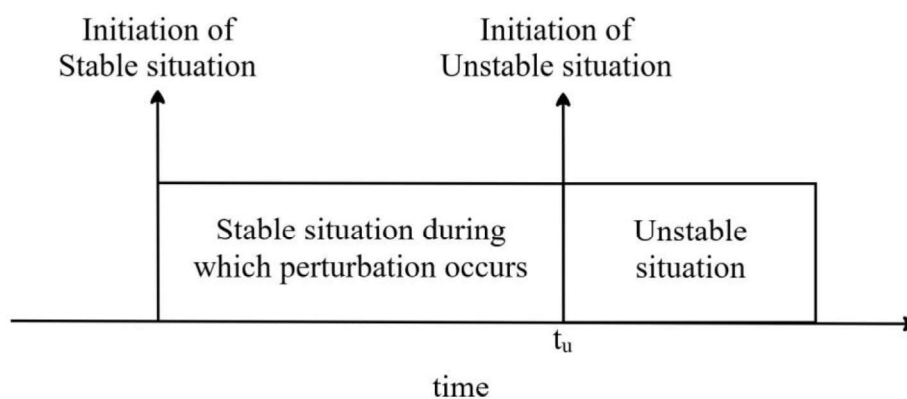 Initiation of
Stable situation
Initiation of
Unstable situation
Stable situation during
which perturbation occurs
Unstable
situation
tu
time